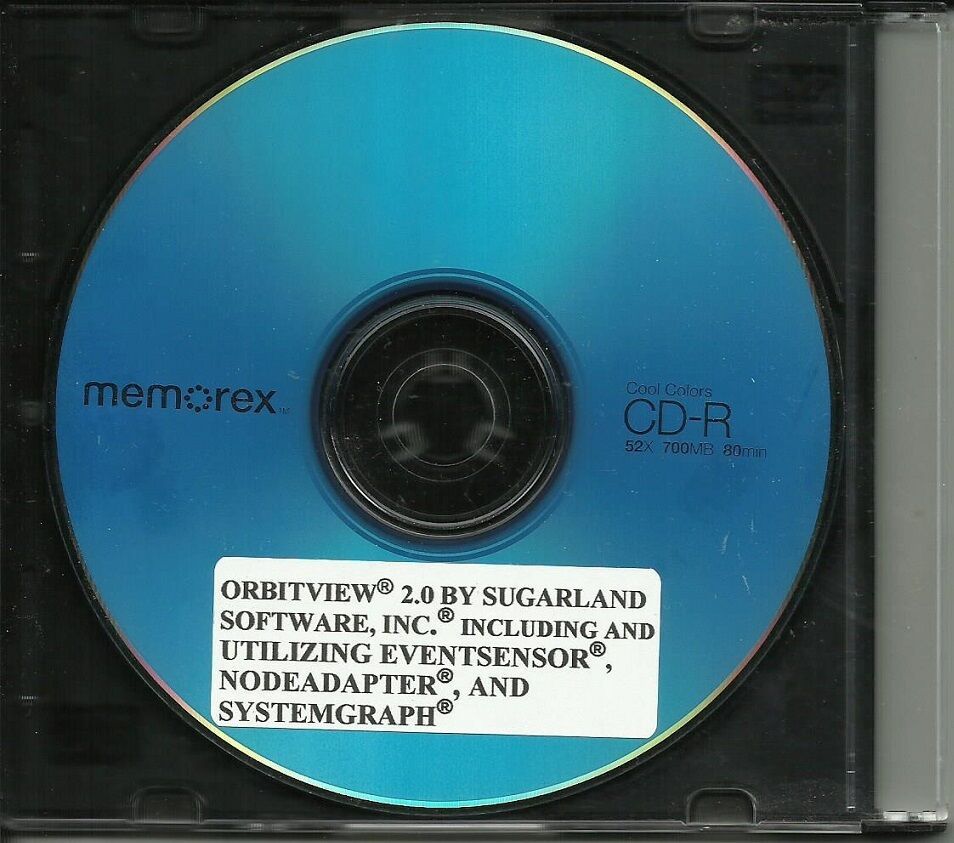 memorex™
Cool Colors
CD-R
52X 700MB 80min
ORBITVIEW® 2.0 BY SUGARLAND
SOFTWARE, INC.® INCLUDING AND
UTILIZING EVENTSENSOR®,
NODEADAPTER®, AND
SYSTEMGRAPH®